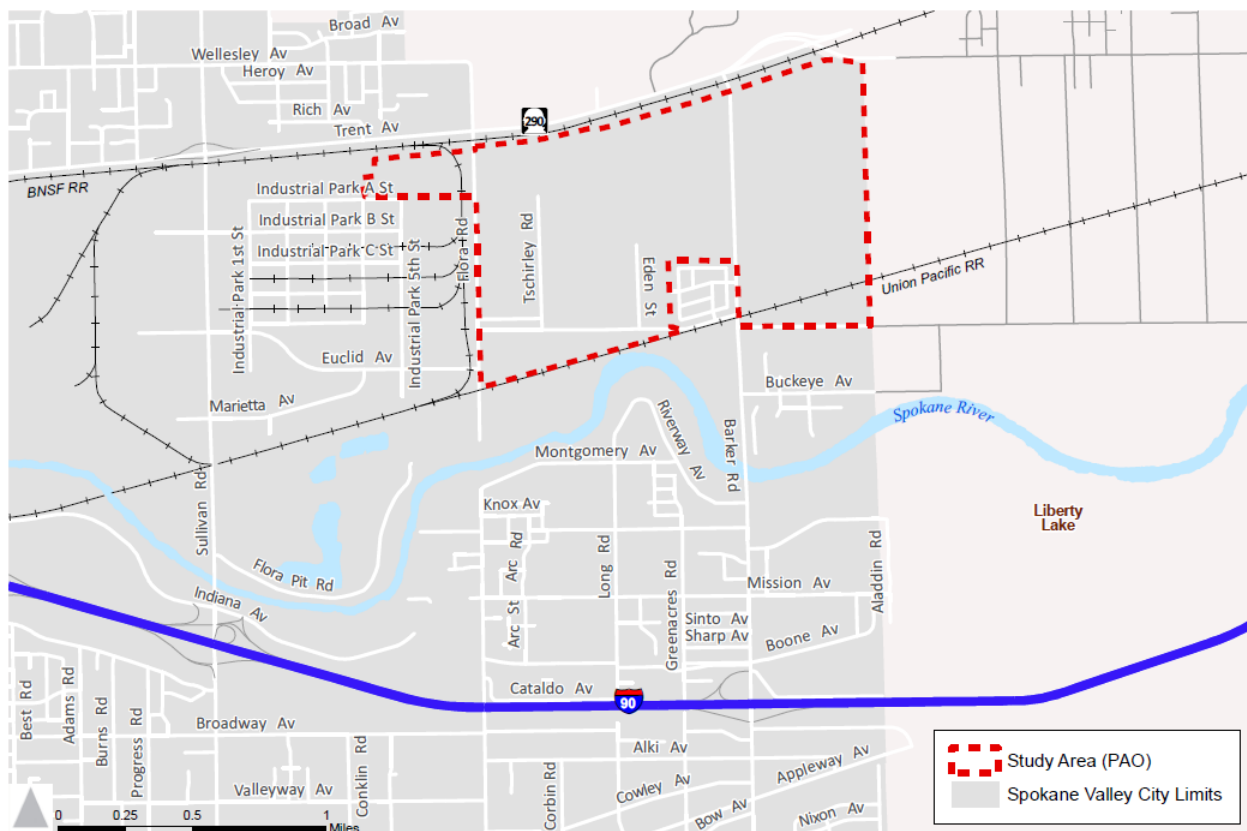 Broad Av
Wellesley Av
Heroy Av
Rich Av
Trent Av
290
BNSF RR
Industrial Park A St
Industrial Park B St
Industrial Park C St
Industrial Park 1st St
Industrial Park 5th St
Flora Rd
Tschirley Rd
Eden St
Union Pacific RR
Euclid Av
Marietta Av
Buckeye Av
Spokane River
Riverway Av
Barker Rd
Montgomery Av
Sullivan Rd
Knox Av
Liberty
Lake
Flora Pit Rd
Indiana Av
Arc Rd
Arc St
Long Rd
Greenacres Rd
Mission Av
Aladdin Rd
Sinto Av
Sharp Av
Boone Av
Cataldo Av
90
Best Rd
Adams Rd
Burns Rd
Progress Rd
Broadway Av
Conklin Rd
Valleyway Av
Alki Av
Corbin Rd
Cowley Av
Appleway Av
Bow Av
Nixon Av
Study Area (PAO)
Spokane Valley City Limits
0 0.25 0.5 1
Miles